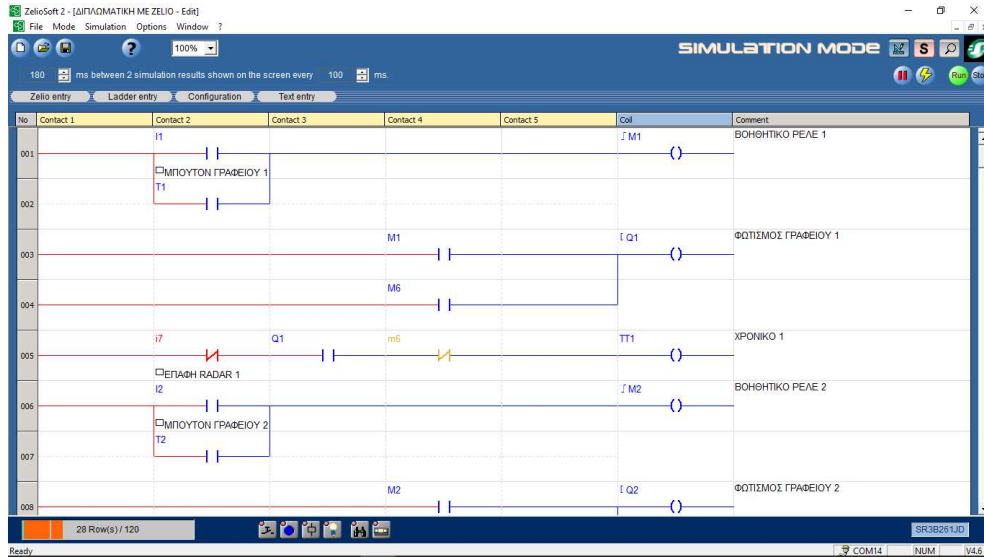 ZelioSoft 2 - [ΔΙΠΛΩΜΑΤΙΚΗ ΜΕ ZELIO - Edit]
File Mode Simulation Options Window ?
100%
SIMULATION MODE
S
180 ms between 2 simulation results shown on the screen every 100 ms.
Run
Zelio entry Ladder entry Configuration Text entry
No Contact 1 Contact 2 Contact 3 Contact 4 Contact 5 Coil Comment
I1 M1 ΒΟΗΘΗΤΙΚΟ ΡΕΛΕ 1
001
ΜΠΟΥΤΟΝ ΓΡΑΦΕΙΟΥ 1
T1
002
M1 Q1 ΦΩΤΙΣΜΟΣ ΓΡΑΦΕΙΟΥ 1
003
M6
004
i7 Q1 m6 TT1 ΧΡΟΝΙΚΟ 1
005
ΕΠΑΦΗ RADAR 1
I2 M2 ΒΟΗΘΗΤΙΚΟ ΡΕΛΕ 2
006
ΜΠΟΥΤΟΝ ΓΡΑΦΕΙΟΥ 2
T2
007
M2 Q2 ΦΩΤΙΣΜΟΣ ΓΡΑΦΕΙΟΥ 2
008
28 Row(s) / 120 SR3B261JD
Ready COM14 NUM V4.6